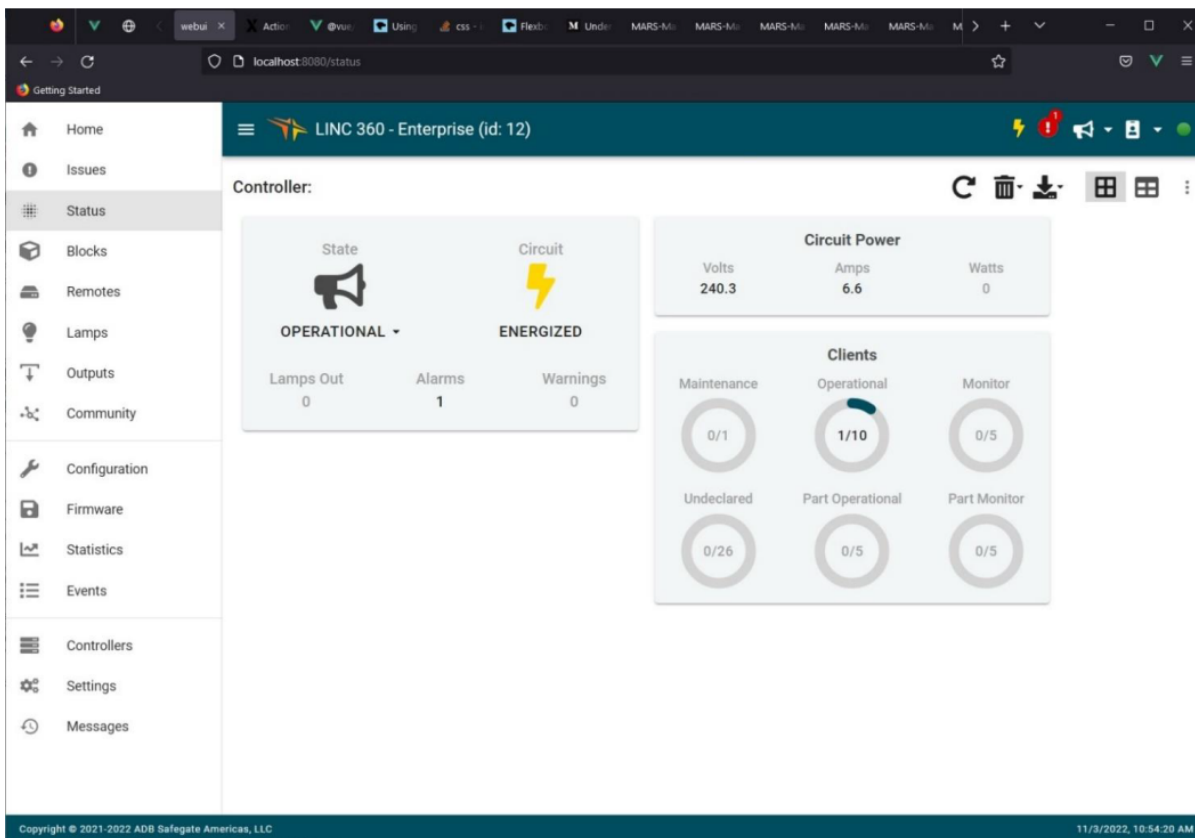 webui
Action
@vue
Using
css -
Flexb
Under
MARS-Ma
MARS-Ma
MARS-Ma
MARS-Ma
MARS-Ma
M
localhost:8080/status
Getting Started
LINC 360 - Enterprise (id: 12)
1
Home
Issues
Status
Blocks
Remotes
Lamps
Outputs
Community
Configuration
Firmware
Statistics
Events
Controllers
Settings
Messages
Controller:
State
Circuit
OPERATIONAL
ENERGIZED
Lamps Out Alarms Warnings
0 1 0
Circuit Power
Volts Amps Watts
240.3 6.6 0
Clients
Maintenance Operational Monitor
0/1 1/10 0/5
Undeclared Part Operational Part Monitor
0/26 0/5 0/5
Copyright © 2021-2022 ADB Safegate Americas, LLC
11/3/2022, 10:54:20 AM